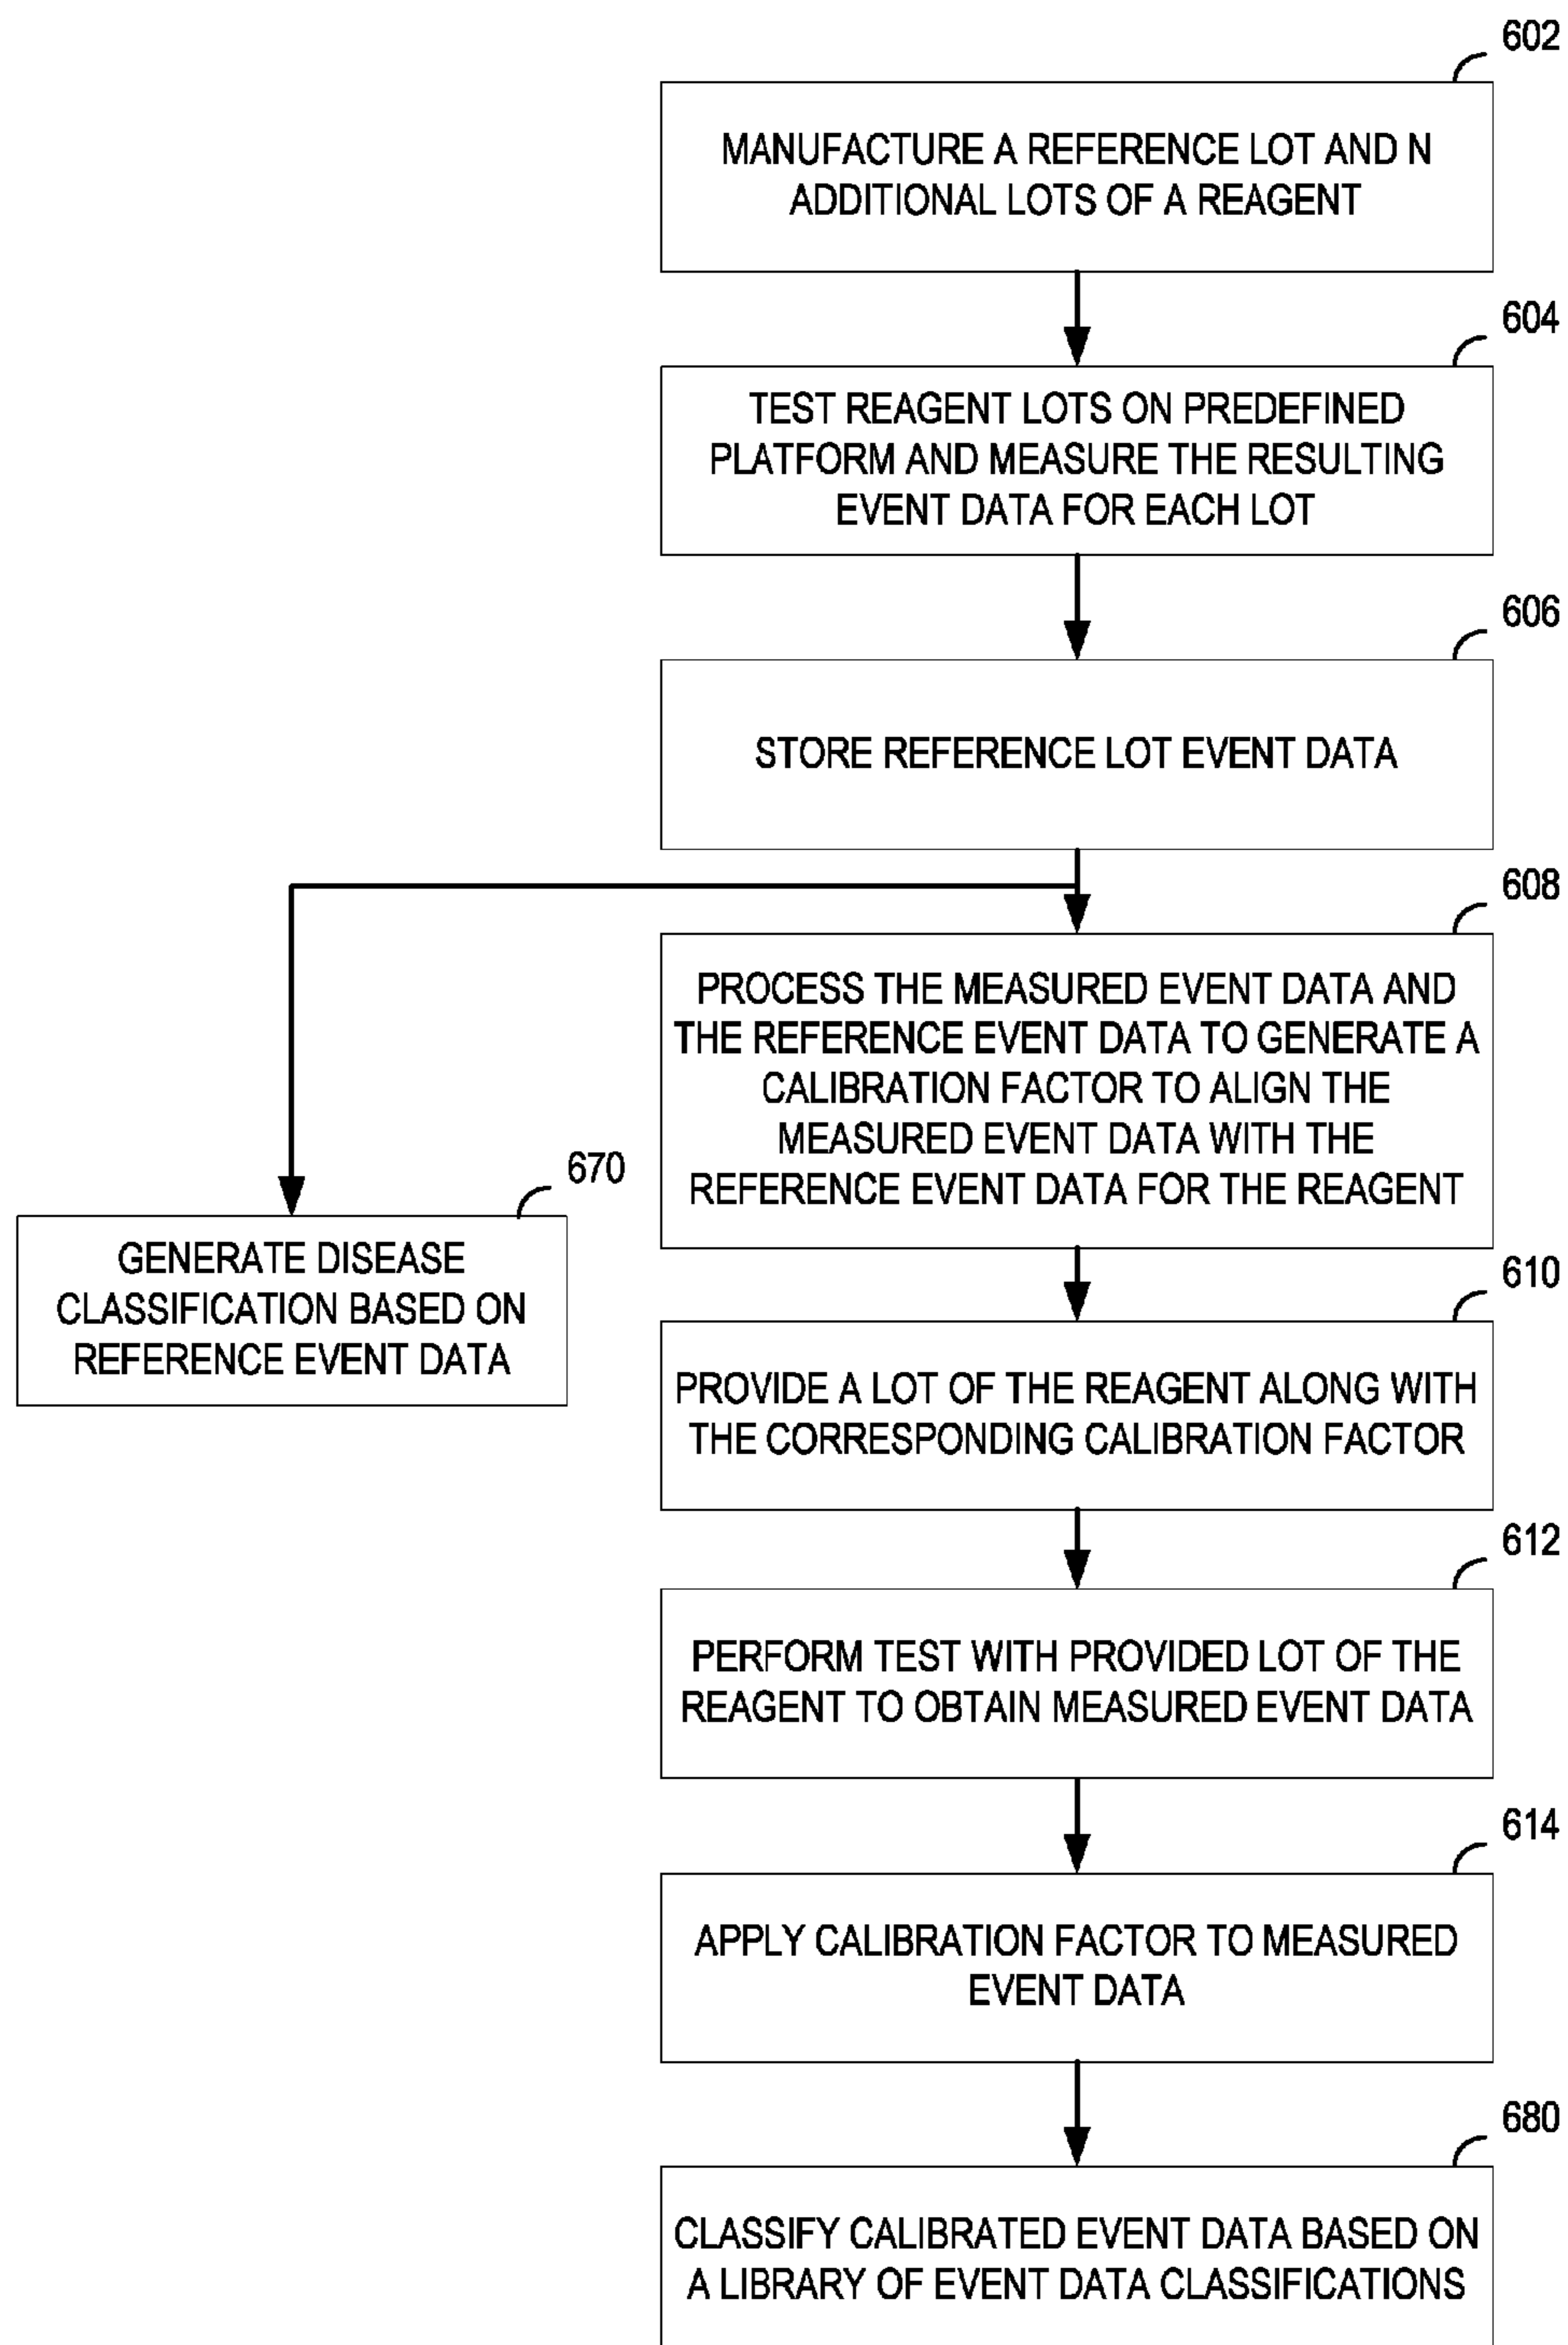 602
MANUFACTURE A REFERENCE LOT AND N
ADDITIONAL LOTS OF A REAGENT
604
TEST REAGENT LOTS ON PREDEFINED
PLATFORM AND MEASURE THE RESULTING
EVENT DATA FOR EACH LOT
606
STORE REFERENCE LOT EVENT DATA
608
PROCESS THE MEASURED EVENT DATA AND
THE REFERENCE EVENT DATA TO GENERATE A
CALIBRATION FACTOR TO ALIGN THE
MEASURED EVENT DATA WITH THE
REFERENCE EVENT DATA FOR THE REAGENT
670
GENERATE DISEASE
CLASSIFICATION BASED ON
REFERENCE EVENT DATA
610
PROVIDE A LOT OF THE REAGENT ALONG WITH
THE CORRESPONDING CALIBRATION FACTOR
612
PERFORM TEST WITH PROVIDED LOT OF THE
REAGENT TO OBTAIN MEASURED EVENT DATA
614
APPLY CALIBRATION FACTOR TO MEASURED
EVENT DATA
680
CLASSIFY CALIBRATED EVENT DATA BASED ON
A LIBRARY OF EVENT DATA CLASSIFICATIONS